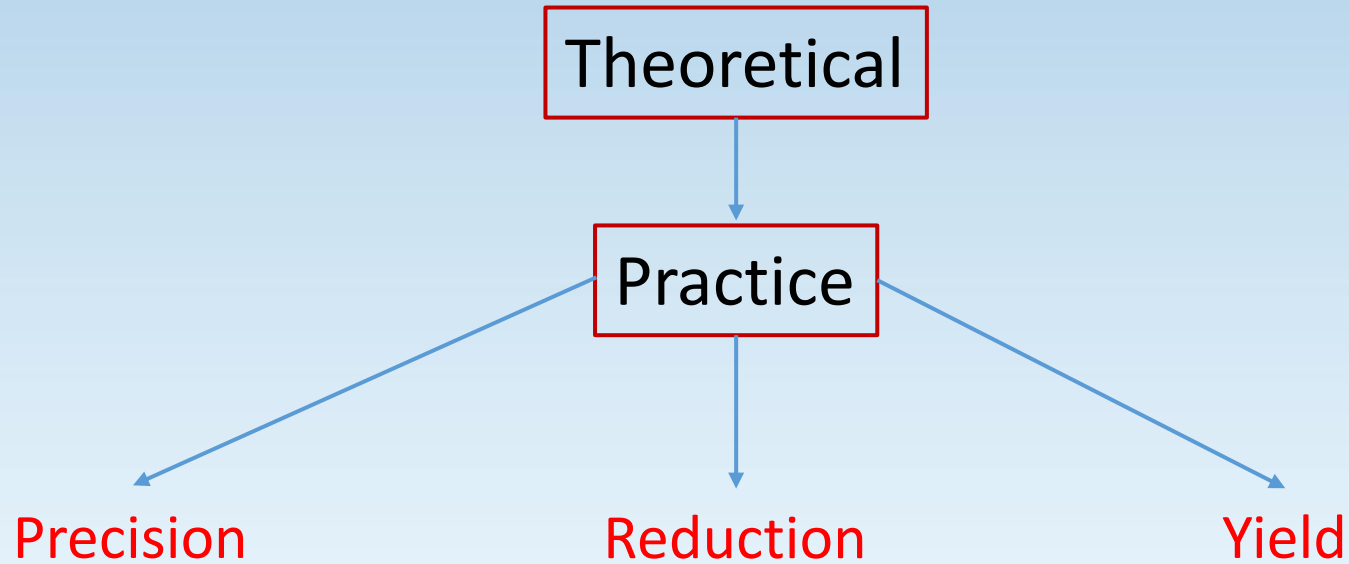 Theoretical
Practice
Precision
Reduction
Yield